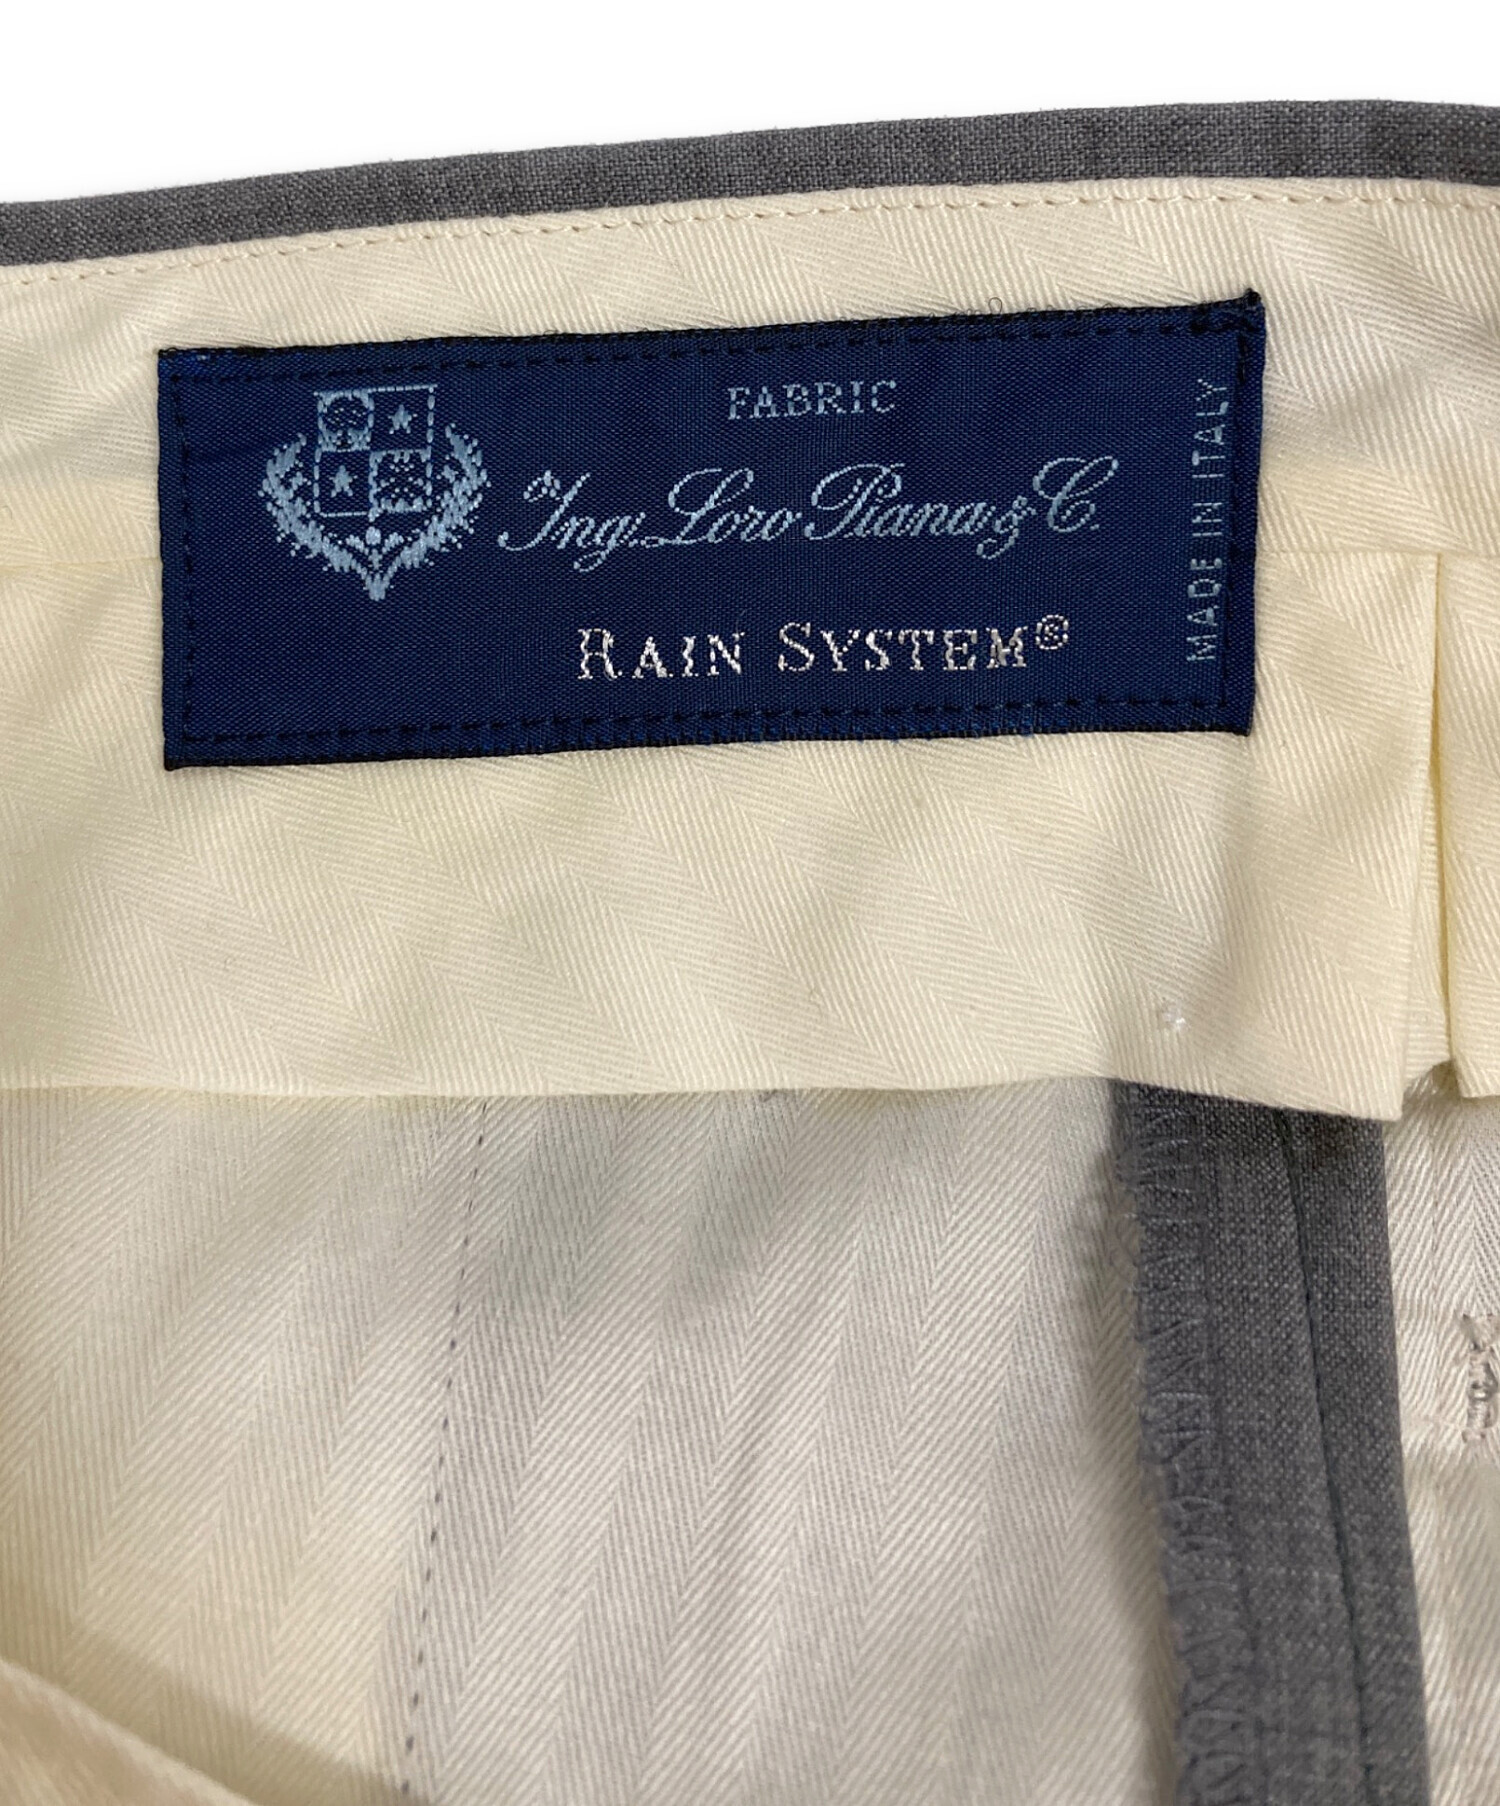 FABRIC
Ing. Loro Piana & C.
RAIN SYSTEM®
MADE IN ITALY